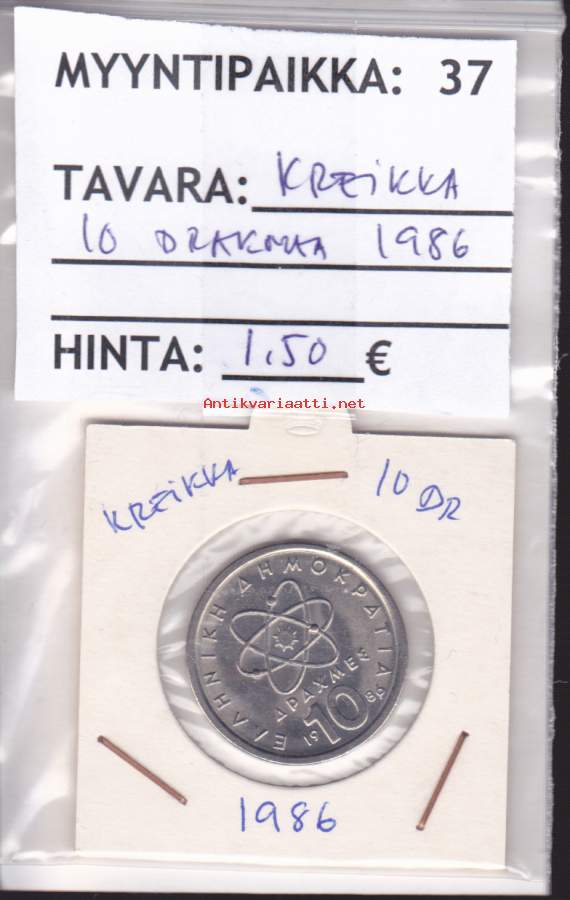 MYYNTIPAIKKA: 37
TAVARA: KREIKKA
10 DRAKMAA 1986
HINTA: 1.50 €
Antikvariaatti.net
KREIKKA
10 DR
ΕΛΛΗΝΙΚΗ ΔΗΜΟΚΡΑΤΙΑ
ΔΡΑΧΜΕΣ
19 10 86
1986